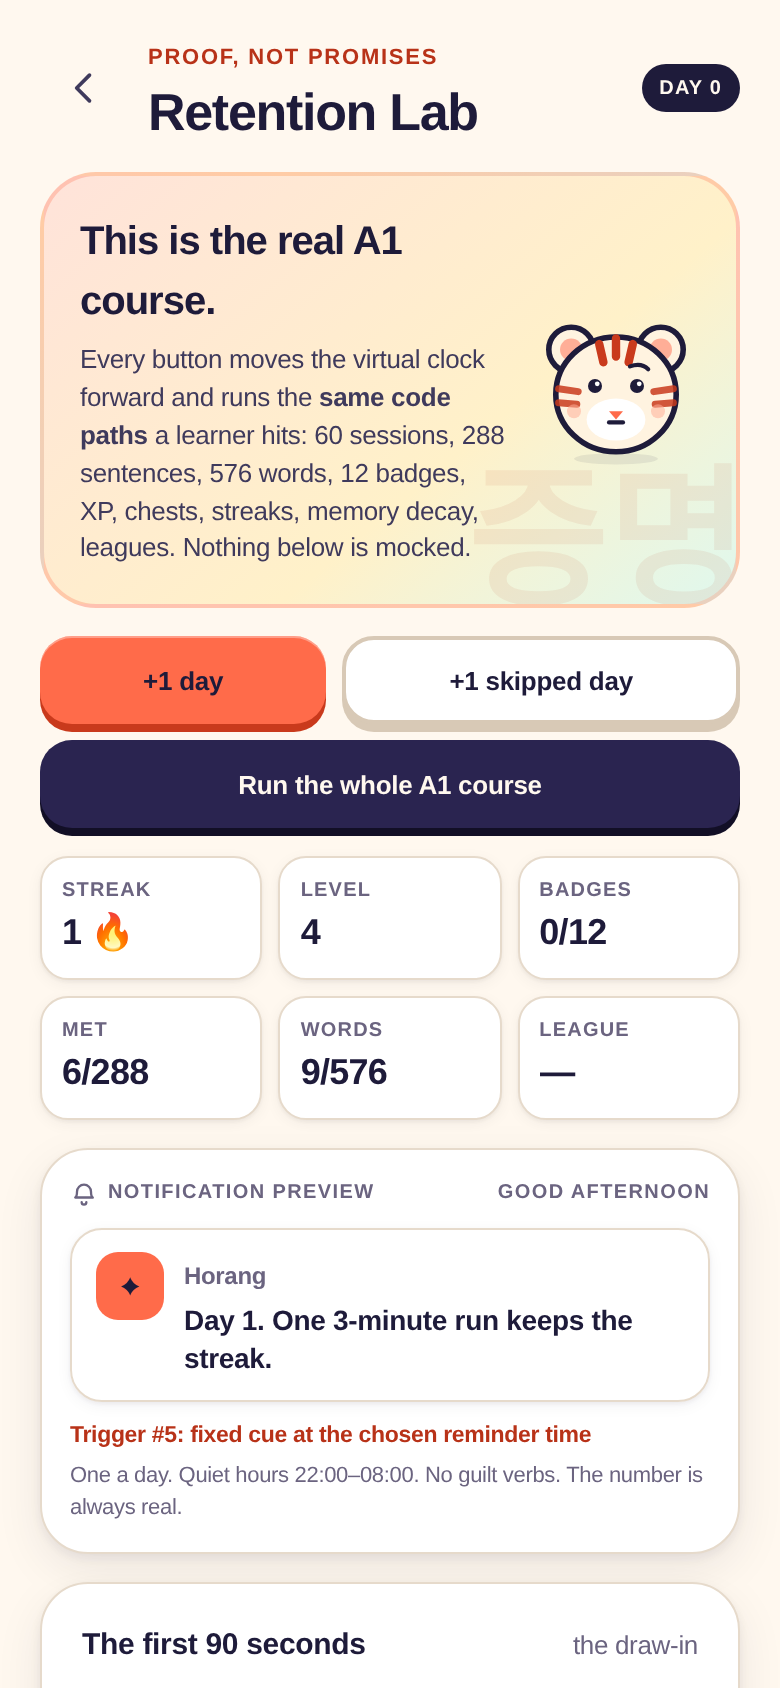 PROOF, NOT PROMISES
Retention Lab
DAY 0
This is the real A1
course.
Every button moves the virtual clock
forward and runs the same code
paths a learner hits: 60 sessions, 288
sentences, 576 words, 12 badges,
XP, chests, streaks, memory decay,
leagues. Nothing below is mocked.
증명
+1 day
+1 skipped day
Run the whole A1 course
STREAK
1 🔥
LEVEL
4
BADGES
0/12
MET
6/288
WORDS
9/576
LEAGUE
—
NOTIFICATION PREVIEW
GOOD AFTERNOON
Horang
Day 1. One 3-minute run keeps the
streak.
Trigger #5: fixed cue at the chosen reminder time
One a day. Quiet hours 22:00–08:00. No guilt verbs. The number is
always real.
The first 90 seconds
the draw-in